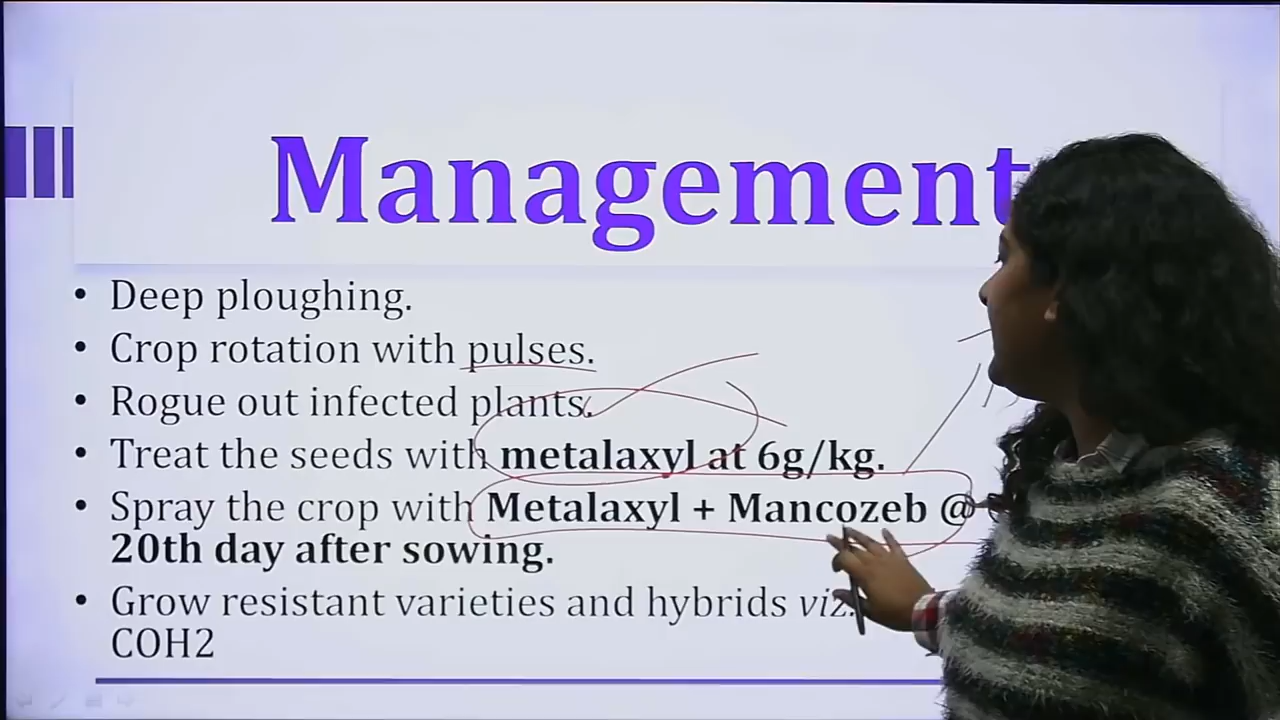 Management
• Deep ploughing.
• Crop rotation with pulses.
• Rogue out infected plants.
• Treat the seeds with metalaxyl at 6g/kg.
• Spray the crop with Metalaxyl + Mancozeb @
20th day after sowing.
• Grow resistant varieties and hybrids viz.
COH2